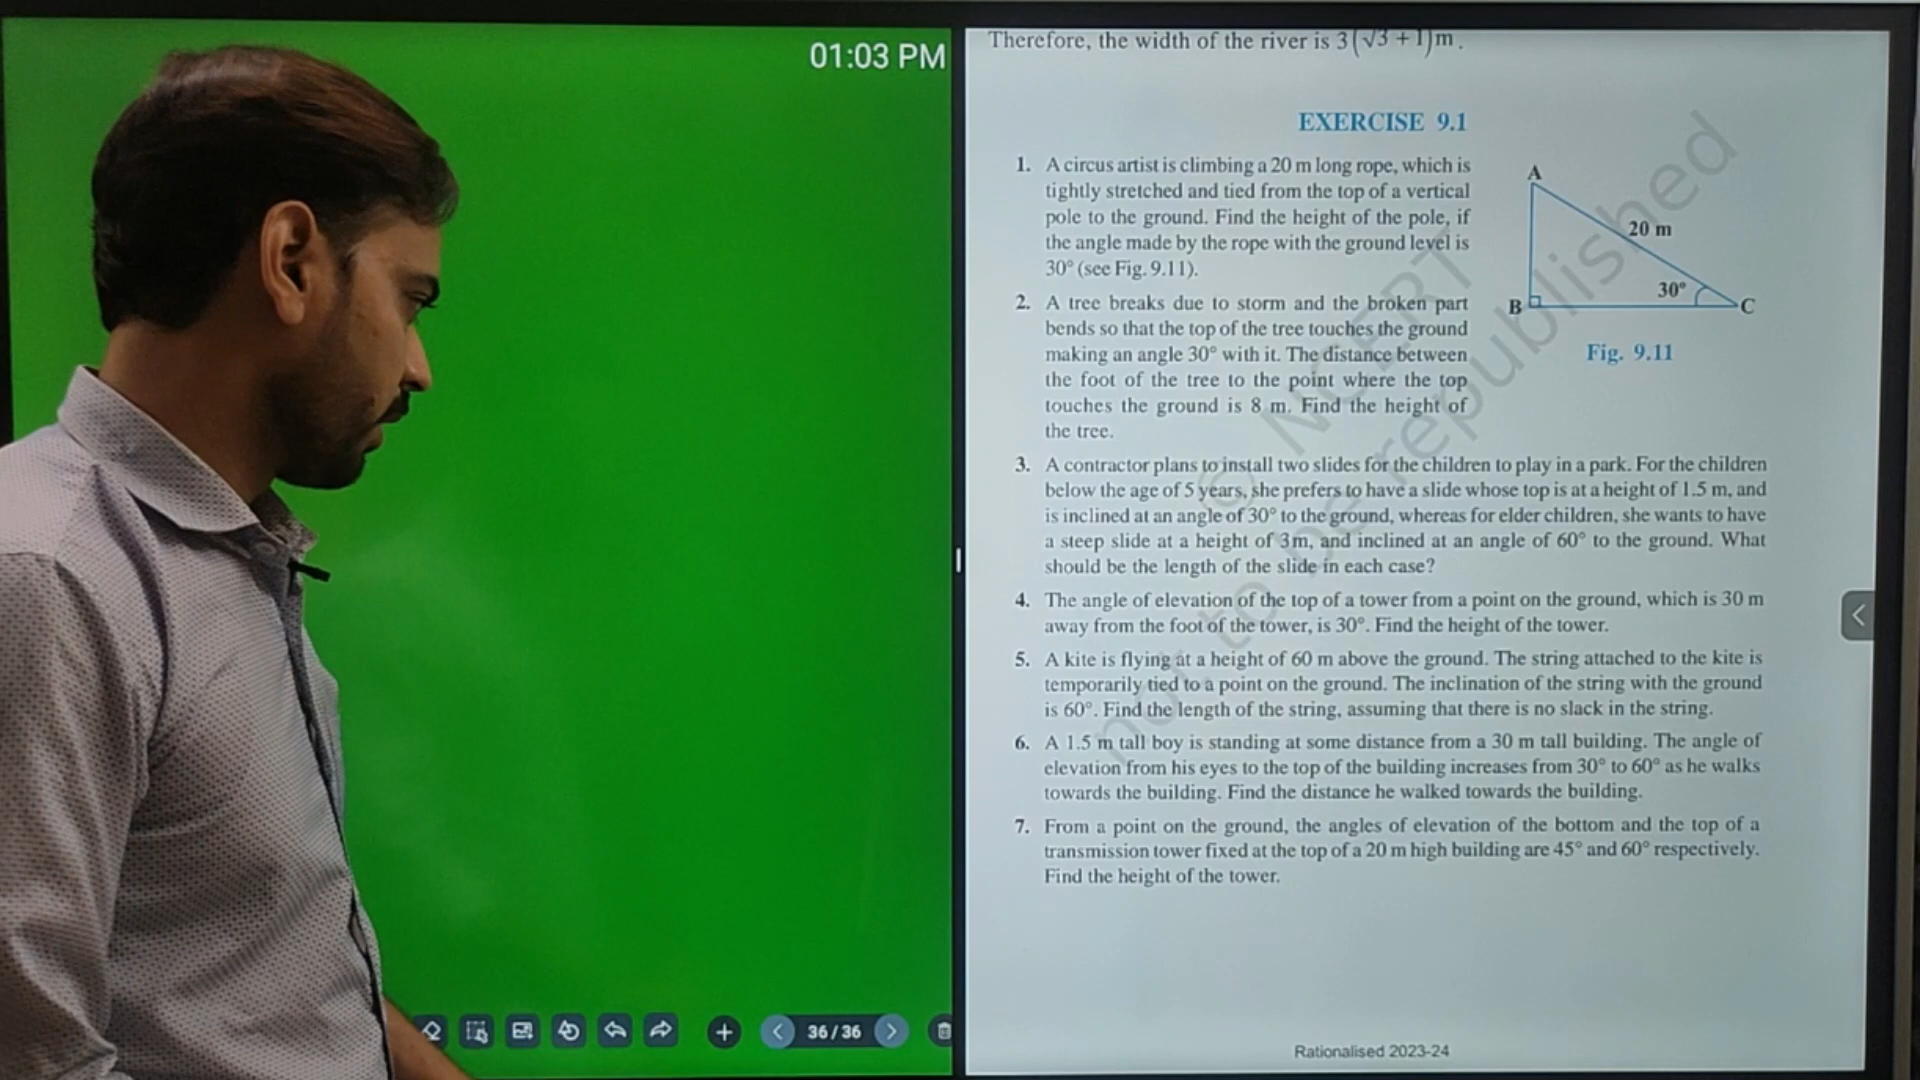 01:03 PM
Therefore, the width of the river is 3(√3 + 1)m.
EXERCISE 9.1
1. A circus artist is climbing a 20 m long rope, which is
tightly stretched and tied from the top of a vertical
pole to the ground. Find the height of the pole, if
the angle made by the rope with the ground level is
30° (see Fig. 9.11).
A
20 m
30°
B
C
Fig. 9.11
2. A tree breaks due to storm and the broken part
bends so that the top of the tree touches the ground
making an angle 30° with it. The distance between
the foot of the tree to the point where the top
touches the ground is 8 m. Find the height of
the tree.
3. A contractor plans to install two slides for the children to play in a park. For the children
below the age of 5 years, she prefers to have a slide whose top is at a height of 1.5 m, and
is inclined at an angle of 30° to the ground, whereas for elder children, she wants to have
a steep slide at a height of 3m, and inclined at an angle of 60° to the ground. What
should be the length of the slide in each case?
4. The angle of elevation of the top of a tower from a point on the ground, which is 30 m
away from the foot of the tower, is 30°. Find the height of the tower.
5. A kite is flying at a height of 60 m above the ground. The string attached to the kite is
temporarily tied to a point on the ground. The inclination of the string with the ground
is 60°. Find the length of the string, assuming that there is no slack in the string.
6. A 1.5 m tall boy is standing at some distance from a 30 m tall building. The angle of
elevation from his eyes to the top of the building increases from 30° to 60° as he walks
towards the building. Find the distance he walked towards the building.
7. From a point on the ground, the angles of elevation of the bottom and the top of a
transmission tower fixed at the top of a 20 m high building are 45° and 60° respectively.
Find the height of the tower.
© NCERT
not to be republished
36/36
Rationalised 2023-24